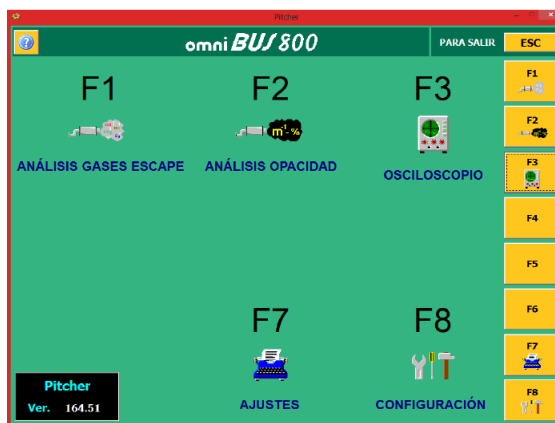 Pitcher
omni BUS 800
PARA SALIR
ESC
F1
F2
F3
m-1-%
ANÁLISIS GASES ESCAPE
ANÁLISIS OPACIDAD
OSCILOSCOPIO
F7
F8
AJUSTES
CONFIGURACIÓN
Pitcher
Ver. 164.51
F1
F2
F3
F4
F5
F6
F7
F8